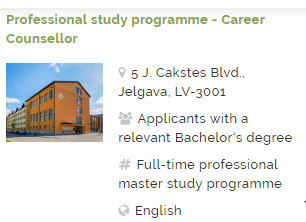 Professional study programme - Career
Counsellor
5 J. Cakstes Blvd.,
Jelgava, LV-3001
Applicants with a
relevant Bachelor's degree
# Full-time professional
master study programme
English